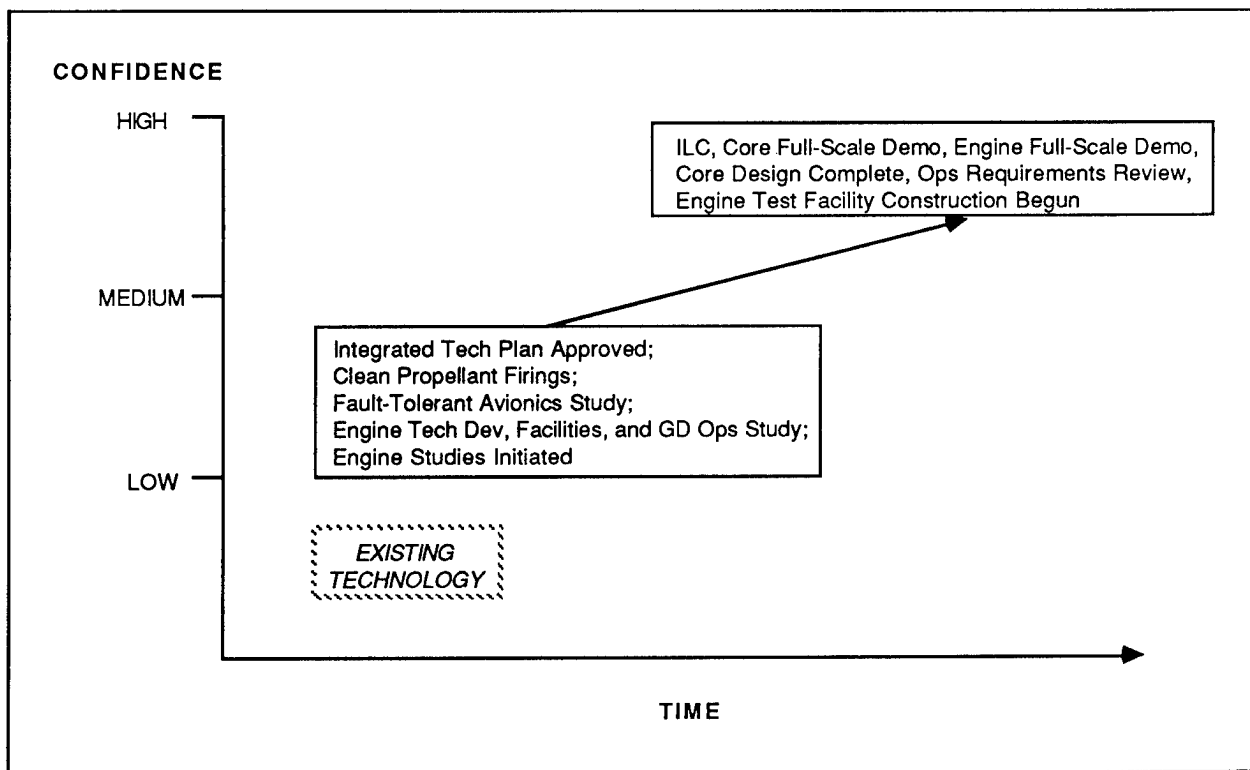 CONFIDENCE
HIGH
ILC, Core Full-Scale Demo, Engine Full-Scale Demo,
Core Design Complete, Ops Requirements Review,
Engine Test Facility Construction Begun
MEDIUM
Integrated Tech Plan Approved;
Clean Propellant Firings;
Fault-Tolerant Avionics Study;
Engine Tech Dev, Facilities, and GD Ops Study;
Engine Studies Initiated
LOW
EXISTING
TECHNOLOGY
TIME